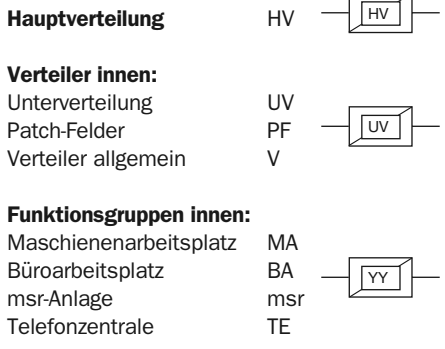 Hauptverteilung HV HV
Verteiler innen:
Unterverteilung UV
Patch-Felder PF UV
Verteiler allgemein V
Funktionsgruppen innen:
Maschienenarbeitsplatz MA
Büroarbeitsplatz BA YY
msr-Anlage msr
Telefonzentrale TE